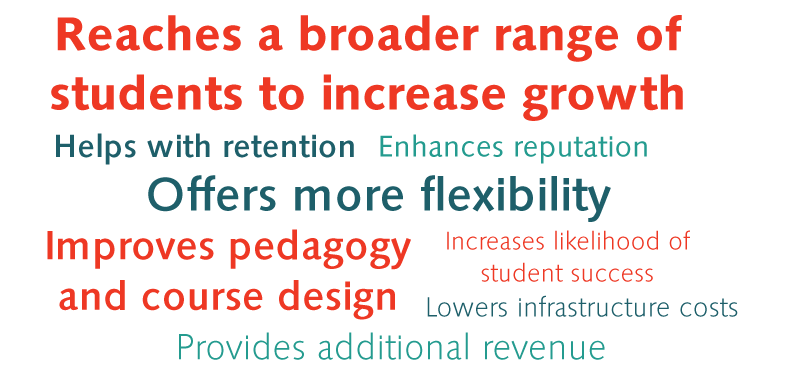 Reaches a broader range of
students to increase growth
Helps with retention Enhances reputation
Offers more flexibility
Improves pedagogy
and course design
Increases likelihood of
student success
Lowers infrastructure costs
Provides additional revenue